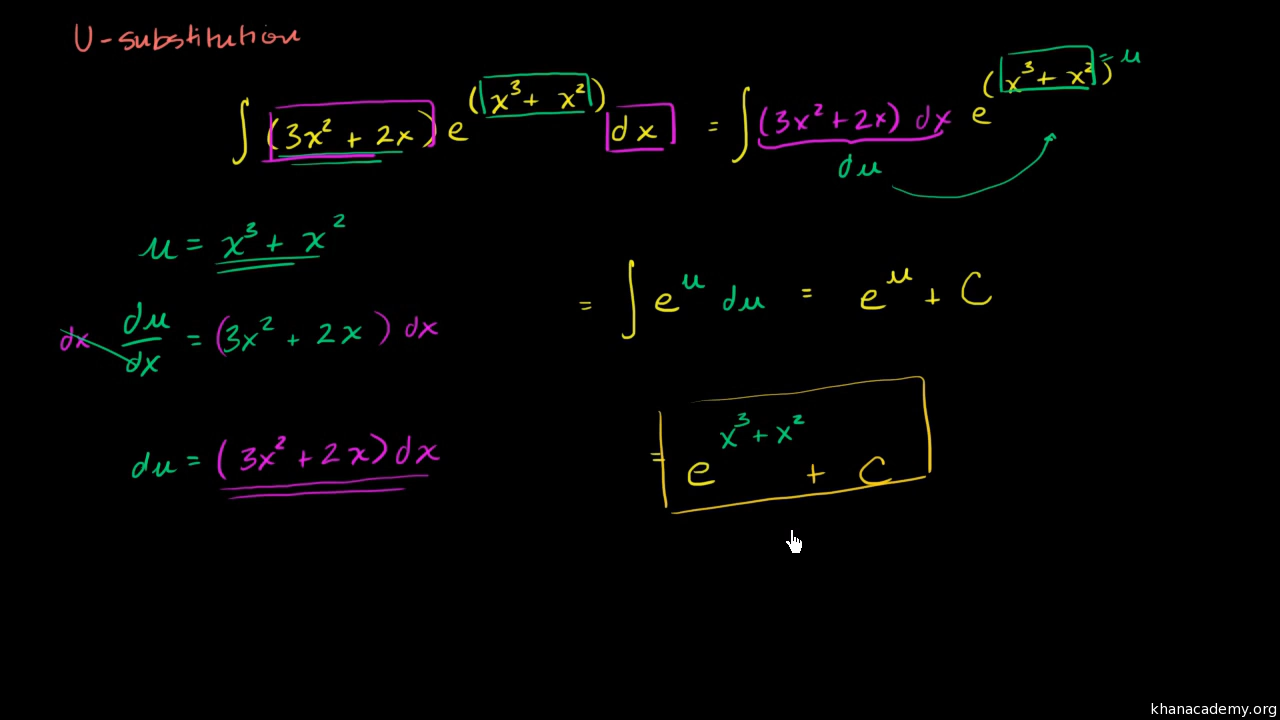 U-substitution
∫ (3x² + 2x) e^(x³ + x²) dx = ∫ (3x² + 2x) dx e^(x³ + x²) = u
du
u = x³ + x²
dx du/dx = (3x² + 2x) dx
du = (3x² + 2x) dx
= ∫ e^u du = e^u + C
= e^x³ + x² + C
khanacademy.org